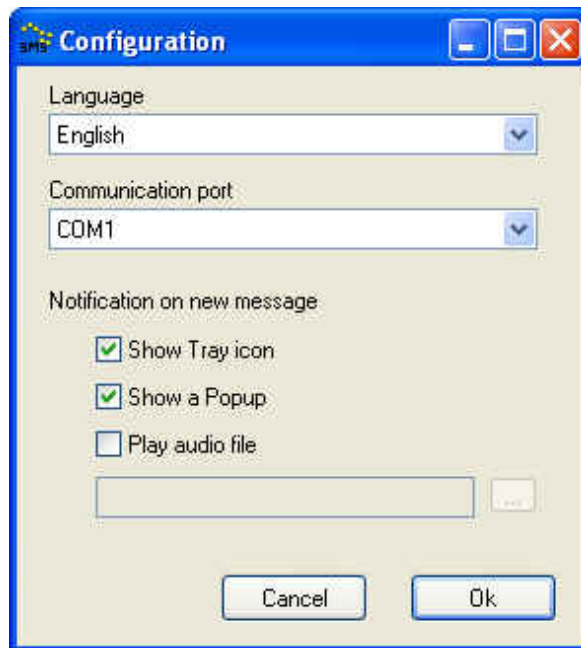 SMS Configuration
Language
English
Communication port
COM1
Notification on new message
Show Tray icon
Show a Popup
Play audio file
...
Cancel Ok